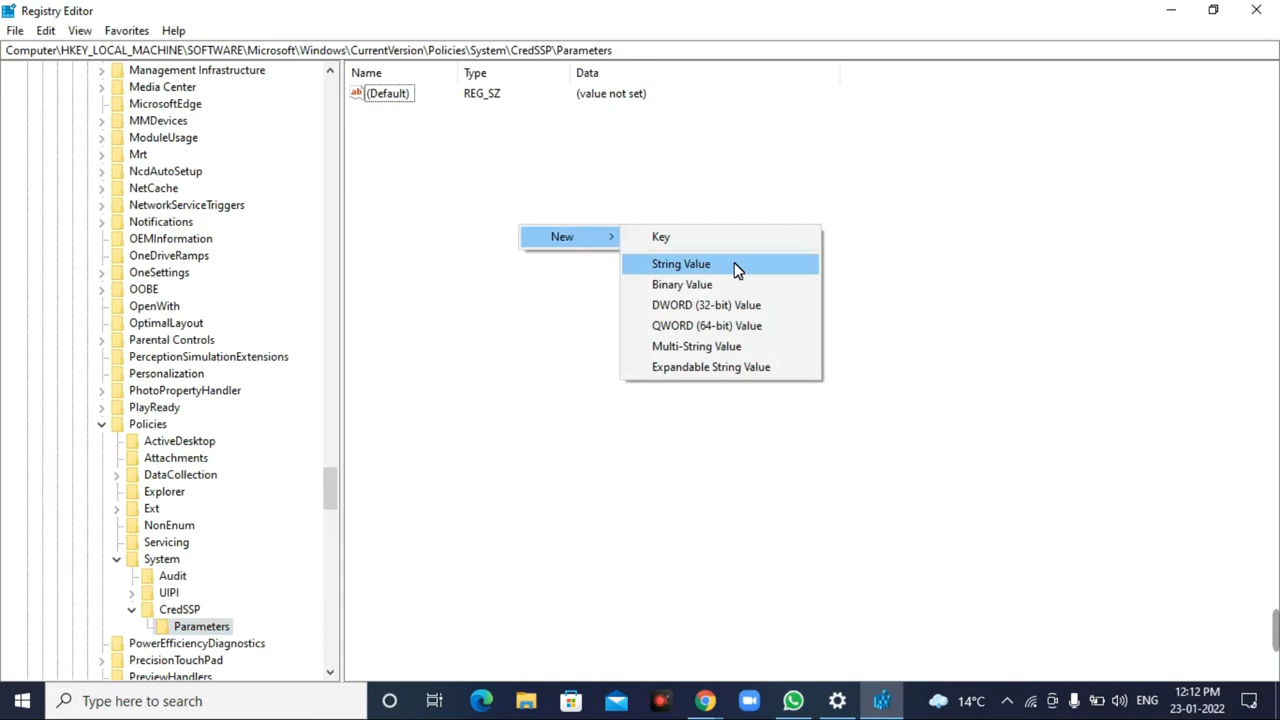 Registry Editor
File Edit View Favorites Help
Computer\HKEY_LOCAL_MACHINE\SOFTWARE\Microsoft\Windows\CurrentVersion\Policies\System\CredSSP\Parameters
Management Infrastructure
Media Center
MicrosoftEdge
MMDevices
ModuleUsage
Mrt
NcdAutoSetup
NetCache
NetworkServiceTriggers
Notifications
OEMInformation
OneDriveRamps
OneSettings
OOBE
OpenWith
OptimalLayout
Parental Controls
PerceptionSimulationExtensions
Personalization
PhotoPropertyHandler
PlayReady
Policies
ActiveDesktop
Attachments
DataCollection
Explorer
Ext
NonEnum
Servicing
System
Audit
UIPI
CredSSP
Parameters
PowerEfficiencyDiagnostics
PrecisionTouchPad
PreviewHandlers
Name Type Data
ab (Default) REG_SZ (value not set)
New
Key
String Value
Binary Value
DWORD (32-bit) Value
QWORD (64-bit) Value
Multi-String Value
Expandable String Value
Type here to search
14°C
ENG
12:12 PM
23-01-2022